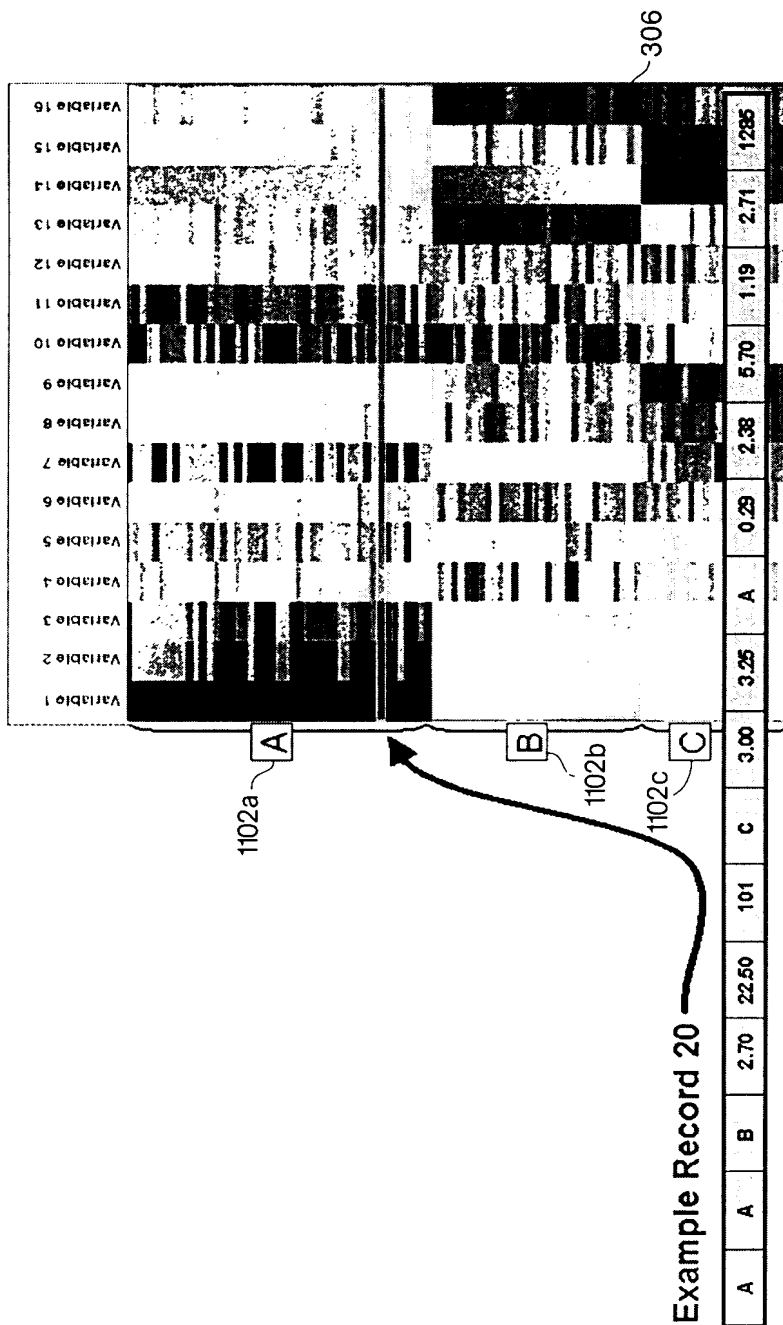 Variable 1
Variable 2
Variable 3
Variable 4
Variable 5
Variable 6
Variable 7
Variable 8
Variable 9
Variable 10
Variable 11
Variable 12
Variable 13
Variable 14
Variable 15
Variable 16
306
A
1102a
B
1102b
C
1102c
Example Record 20
A A B 2.70 22.50 101 C 3.00 3.25 A 0.29 2.38 5.70 1.19 2.71 1285